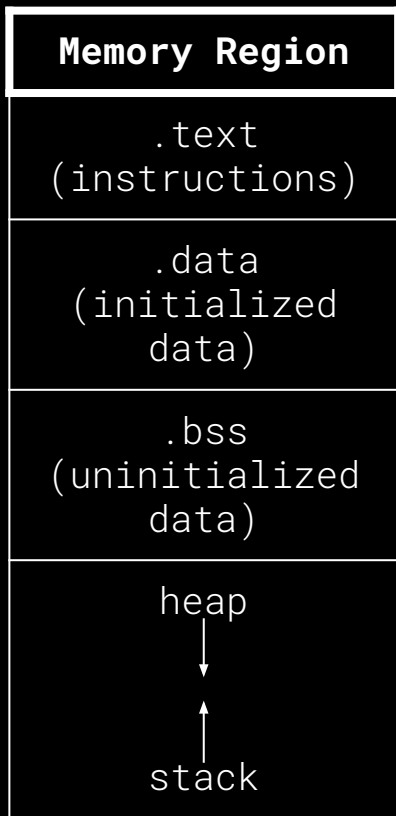 Memory Region
.text
(instructions)
.data
(initialized
data)
.bss
(uninitialized
data)
heap
stack